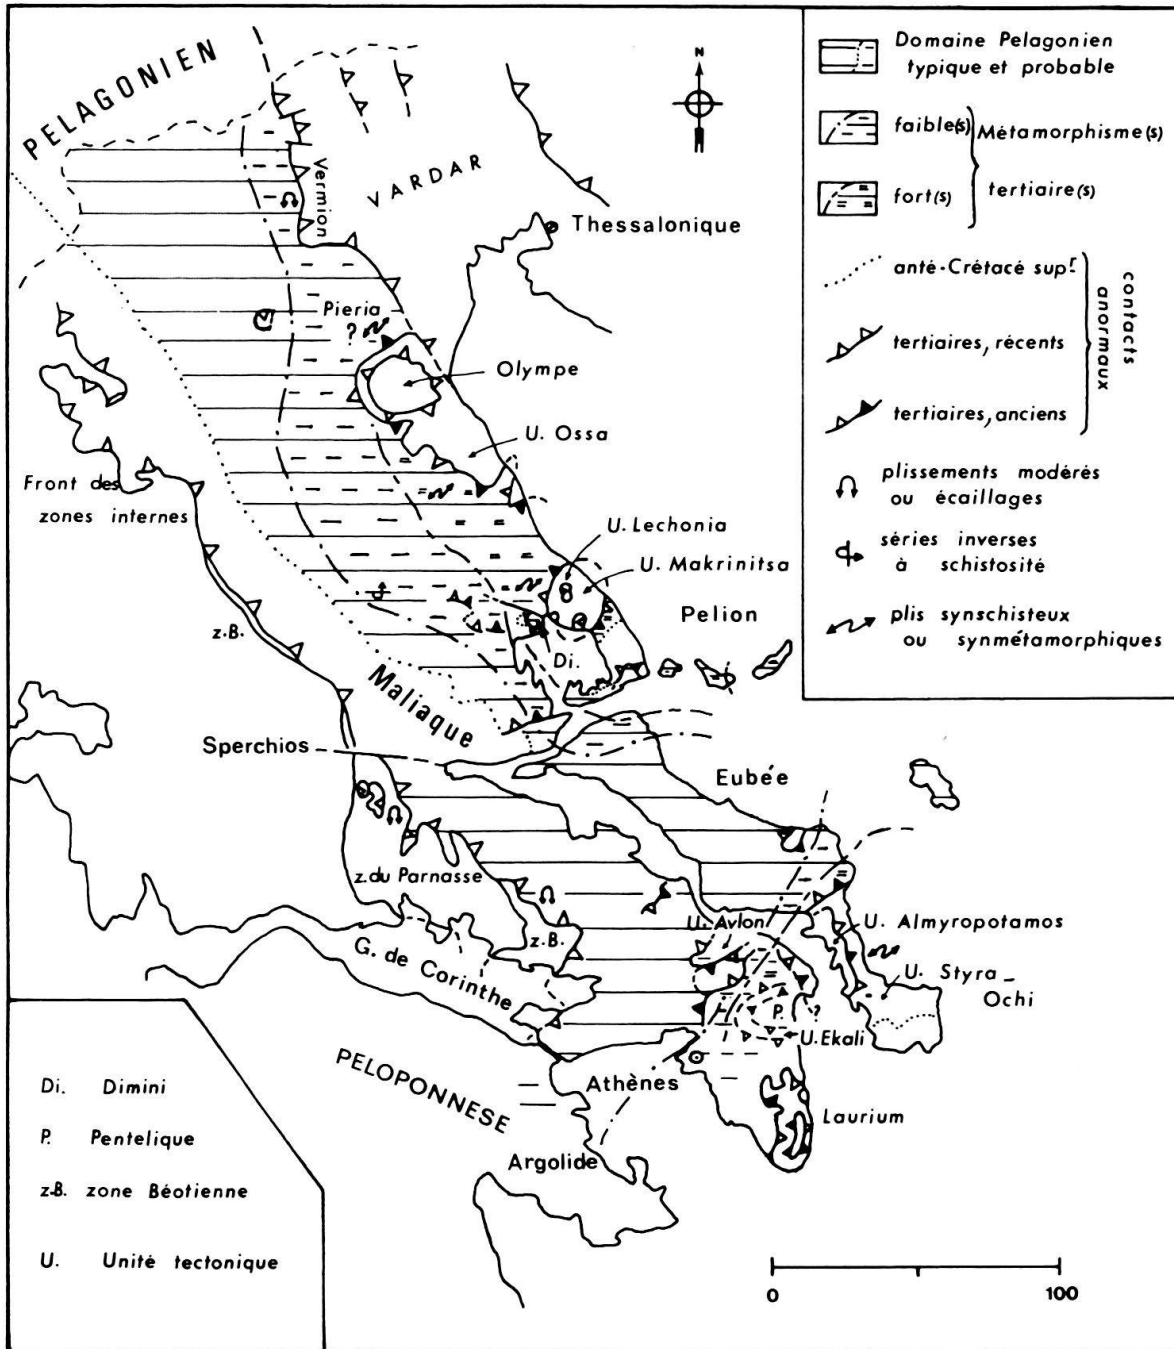 PELAGONIEN
N
VARDAR
Vermion
Thessalonique
Pieria
?
Olympe
U. Ossa
Front des
zones internes
U. Lechonia
U. Makrinitsa
Pelion
z.B.
Di.
Maliaque
Sperchios
Eubée
z.du Parnasse
U. Avlon
U. Almyropotamos
z.B.
G. de Corinthe
U. Styra_
Ochi
P.
?
U.Ekali
PELOPONNESE
Athènes
Laurium
Argolide
Domaine Pelagonien
typique et probable
faible(s)
Métamorphisme(s)
fort(s)
tertiaire(s)
anté-Crétacé sup.r
tertiaires, récents
tertiaires, anciens
contacts
anormaux
plissements modérés
ou écaillages
séries inverses
à schistosité
plis synschisteux
ou synmétamorphiques
Di. Dimini
P. Pentelique
z.B. zone Béotienne
U. Unité tectonique
0 100